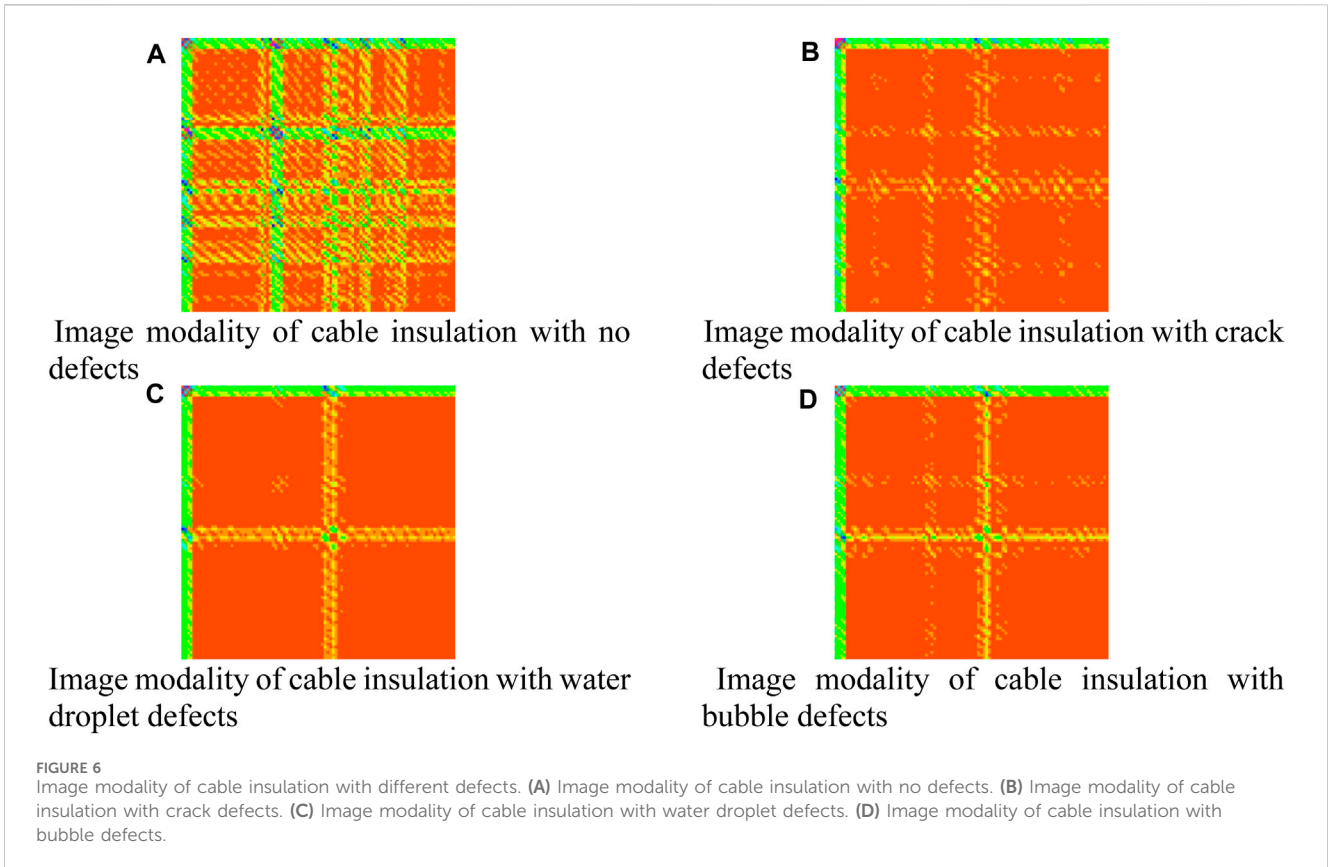 A
B
Image modality of cable insulation with no
defects
Image modality of cable insulation with crack
defects
C
D
Image modality of cable insulation with water
droplet defects
Image modality of cable insulation with
bubble defects
FIGURE 6
Image modality of cable insulation with different defects. (A) Image modality of cable insulation with no defects. (B) Image modality of cable
insulation with crack defects. (C) Image modality of cable insulation with water droplet defects. (D) Image modality of cable insulation with
bubble defects.